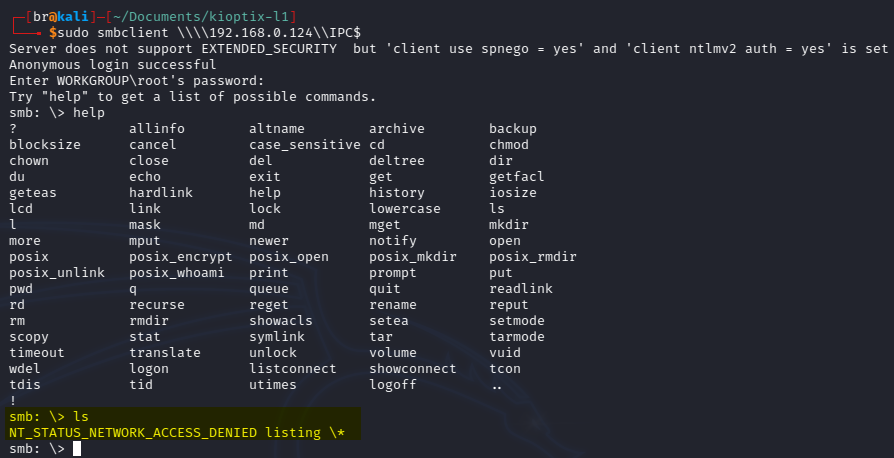 ┌─[br@kali]─[~/Documents/kioptix-l1]
└──╼ $sudo smbclient \\\\192.168.0.124\\IPC$
Server does not support EXTENDED_SECURITY  but 'client use spnego = yes' and 'client ntlmv2 auth = yes' is set
Anonymous login successful
Enter WORKGROUP\root's password:
Try "help" to get a list of possible commands.
smb: \> help
?              allinfo        altname        archive        backup
blocksize      cancel         case_sensitive cd             chmod
chown          close          del            deltree        dir
du             echo           exit           get            getfacl
geteas         hardlink       help           history        iosize
lcd            link           lock           lowercase      ls
l              mask           md             mget           mkdir
more           mput           newer          notify         open
posix          posix_encrypt  posix_open     posix_mkdir    posix_rmdir
posix_unlink   posix_whoami   print          prompt         put
pwd            q              queue          quit           readlink
rd             recurse        reget          rename         reput
rm             rmdir          showacls       setea          setmode
scopy          stat           symlink        tar            tarmode
timeout        translate      unlock         volume         vuid
wdel           logon          listconnect    showconnect    tcon
tdis           tid            utimes         logoff         ..
!
smb: \> ls
NT_STATUS_NETWORK_ACCESS_DENIED listing \*
smb: \>